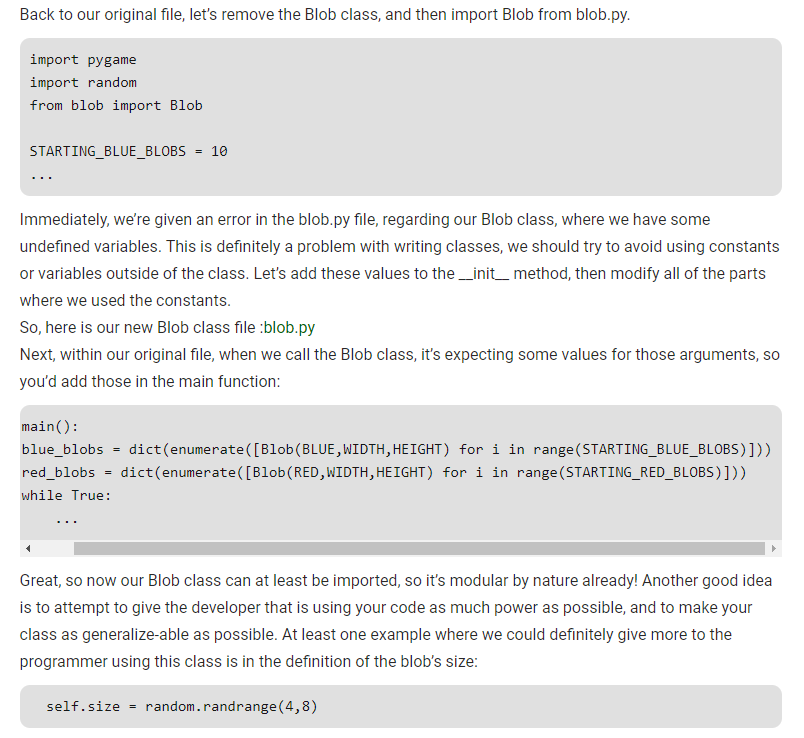 Back to our original file, let’s remove the Blob class, and then import Blob from blob.py.
import pygame
import random
from blob import Blob
STARTING_BLUE_BLOBS = 10
...
Immediately, we’re given an error in the blob.py file, regarding our Blob class, where we have some
undefined variables. This is definitely a problem with writing classes, we should try to avoid using constants
or variables outside of the class. Let’s add these values to the __init__ method, then modify all of the parts
where we used the constants.
So, here is our new Blob class file :blob.py
Next, within our original file, when we call the Blob class, it’s expecting some values for those arguments, so
you’d add those in the main function:
main():
blue_blobs = dict(enumerate([Blob(BLUE,WIDTH,HEIGHT) for i in range(STARTING_BLUE_BLOBS)]))
red_blobs = dict(enumerate([Blob(RED,WIDTH,HEIGHT) for i in range(STARTING_RED_BLOBS)]))
while True:
...
Great, so now our Blob class can at least be imported, so it’s modular by nature already! Another good idea
is to attempt to give the developer that is using your code as much power as possible, and to make your
class as generalize-able as possible. At least one example where we could definitely give more to the
programmer using this class is in the definition of the blob’s size:
self.size = random.randrange(4,8)